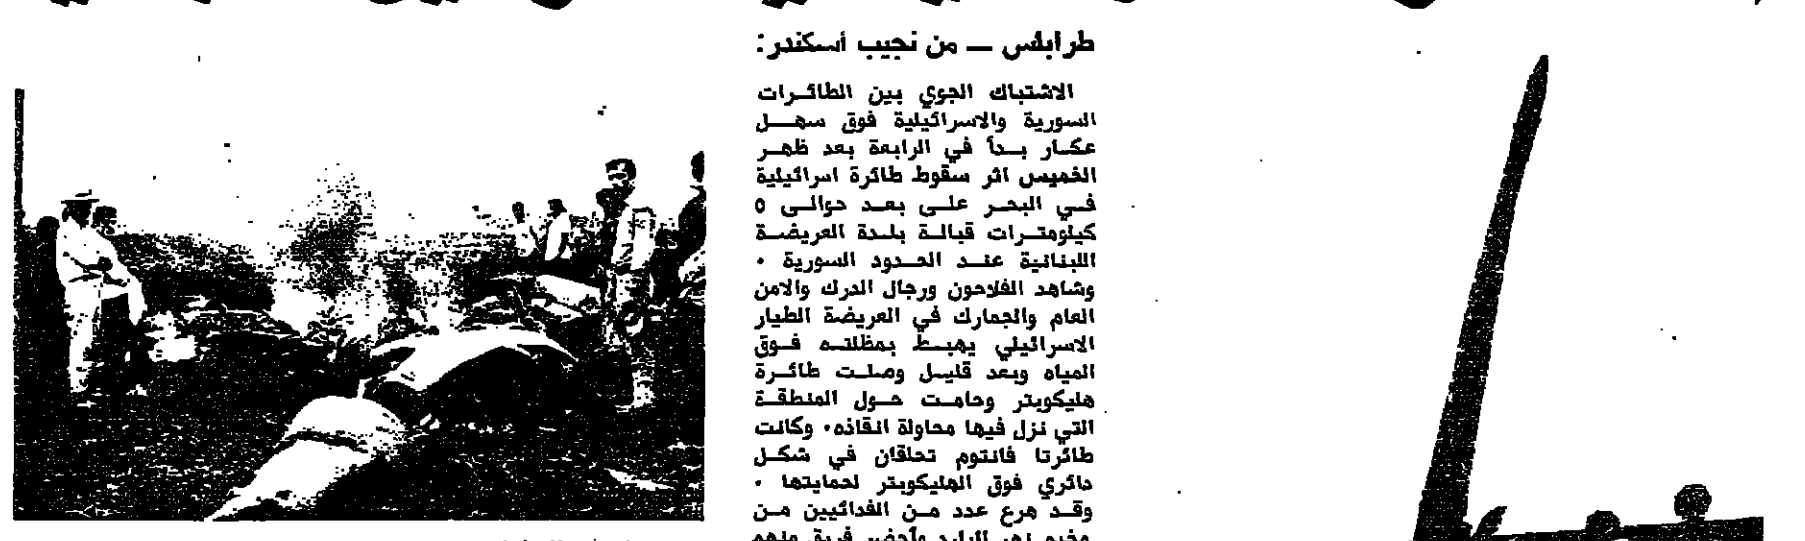 طرابلس — من نجيب أسكندر:
الاشتباك الجوي بين الطائرات
السورية والاسرائيلية فوق سهل
عكار بدأ في الرابعة بعد ظهر
الخميس اثر سقوط طائرة اسرائيلية
في البحر على بعد حوالى ٥
كيلومترات قبالة بلدة العريضة
اللبنانية عند الحدود السورية ٠
وشاهد الفلاحون ورجال الدرك والامن
العام والجمارك في العريضة الطيار
الاسرائيلي يهبط بمظلته فوق
المياه وبعد قليل وصلت طائرة
هليكوبتر وحامت حول المنطقة
التي نزل فيها محاولة انقاذه٠ وكانت
طائرتا فانتوم تحلقان في شكل
دائري فوق الهليكوبتر لحمايتها ٠
وقد هرع عدد من الفدائيين من